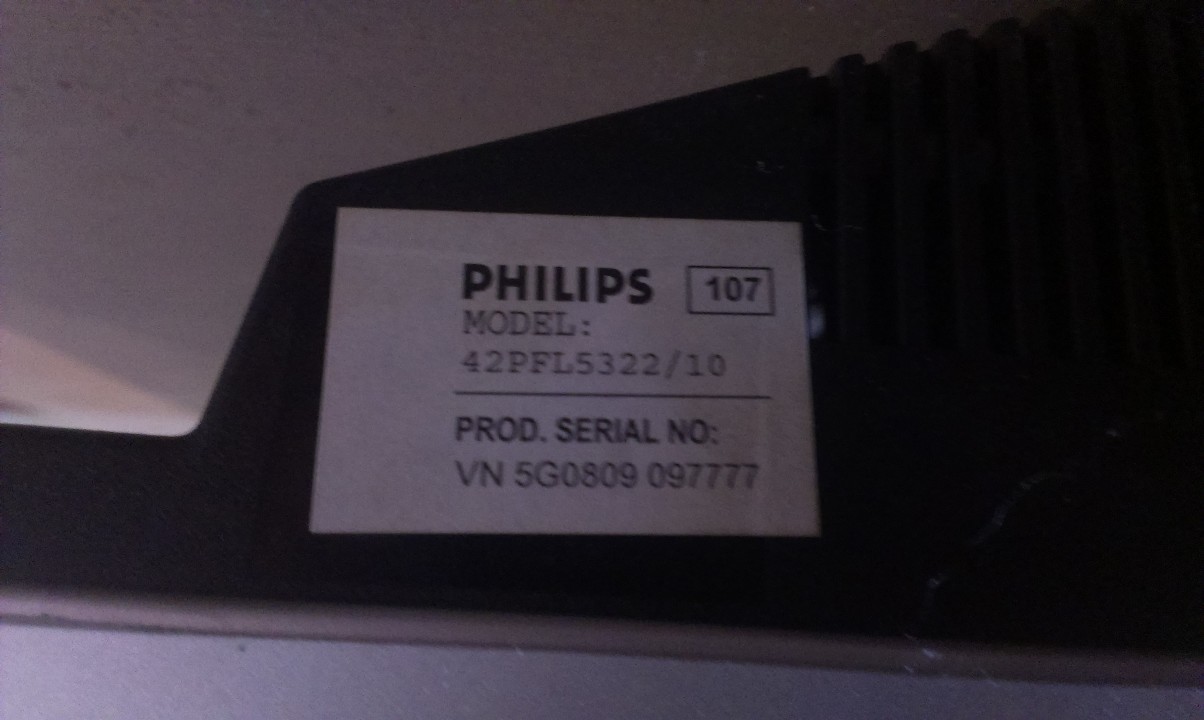 PHILIPS 107
MODEL:
42PFL5322/10
PROD. SERIAL NO:
VN 5G0809 097777